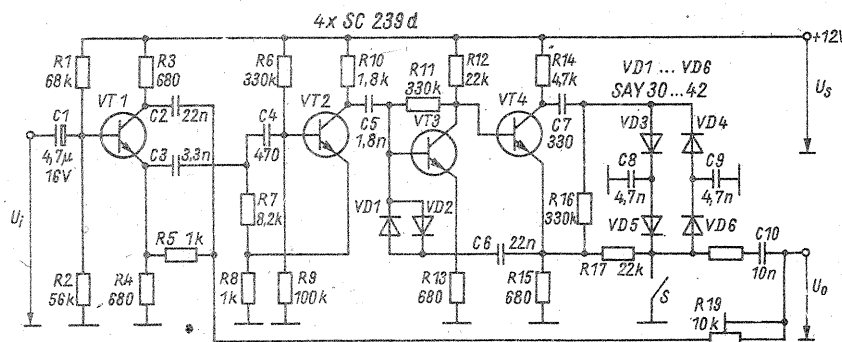 4x SC 239d
+12V
R1
68k
R3
680
R6
330k
R10
1,8k
R11
330k
R12
22k
R14
4,7k
VD1 ... VD6
SAY 30...42
U_S
VT1
C2
22n
C4
470
VT2
C5
1,8n
VT3
VT4
C7
330
VD3
VD4
C1
4,7µ
16V
C3
3,3n
C8
4,7n
C9
4,7n
U_i
R7
8,2k
VD1
VD2
R16
330k
VD5
VD6
R5 1k
C6
22n
R17
22k
C10
10n
R2
56k
R4
680
R8
1k
R9
100k
R13
680
R15
680
S
R19
10k
U_o